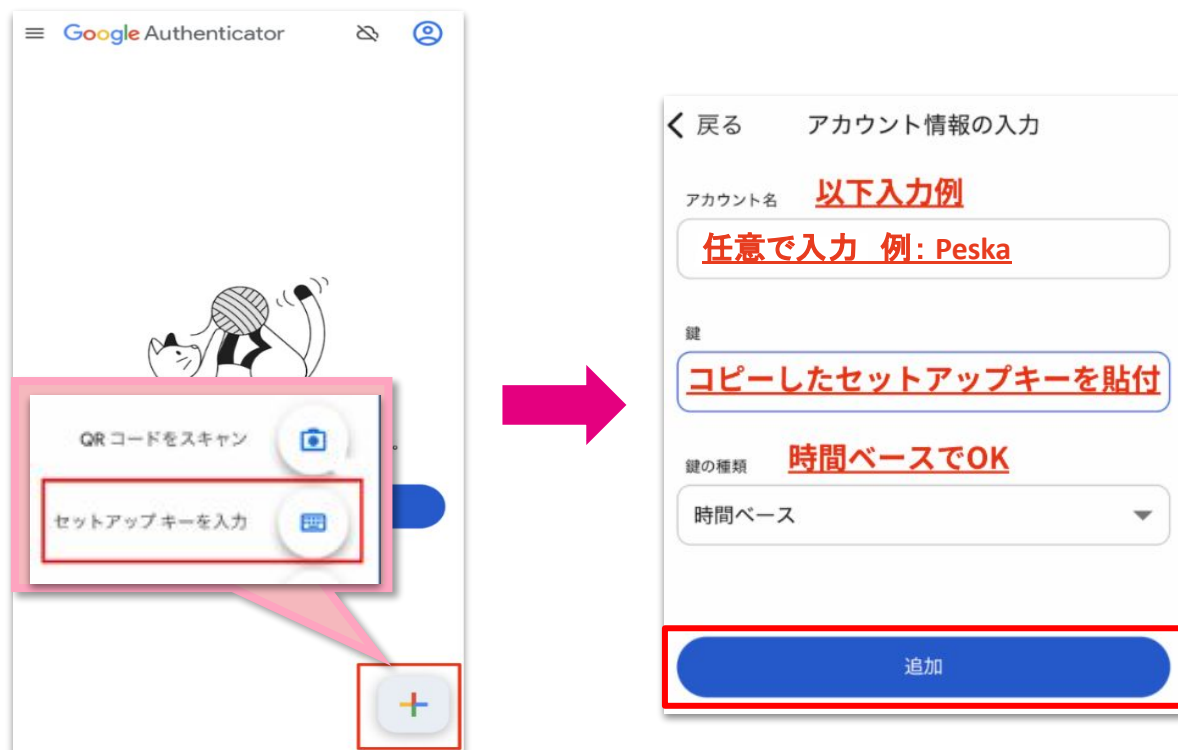 Google Authenticator
QRコードをスキャン
セットアップ キーを入力
。
戻る
アカウント情報の入力
アカウント名
以下入力例
任意で入力 例: Peska
鍵
コピーしたセットアップキーを貼付
鍵の種類
時間ベースでOK
時間ベース
追加